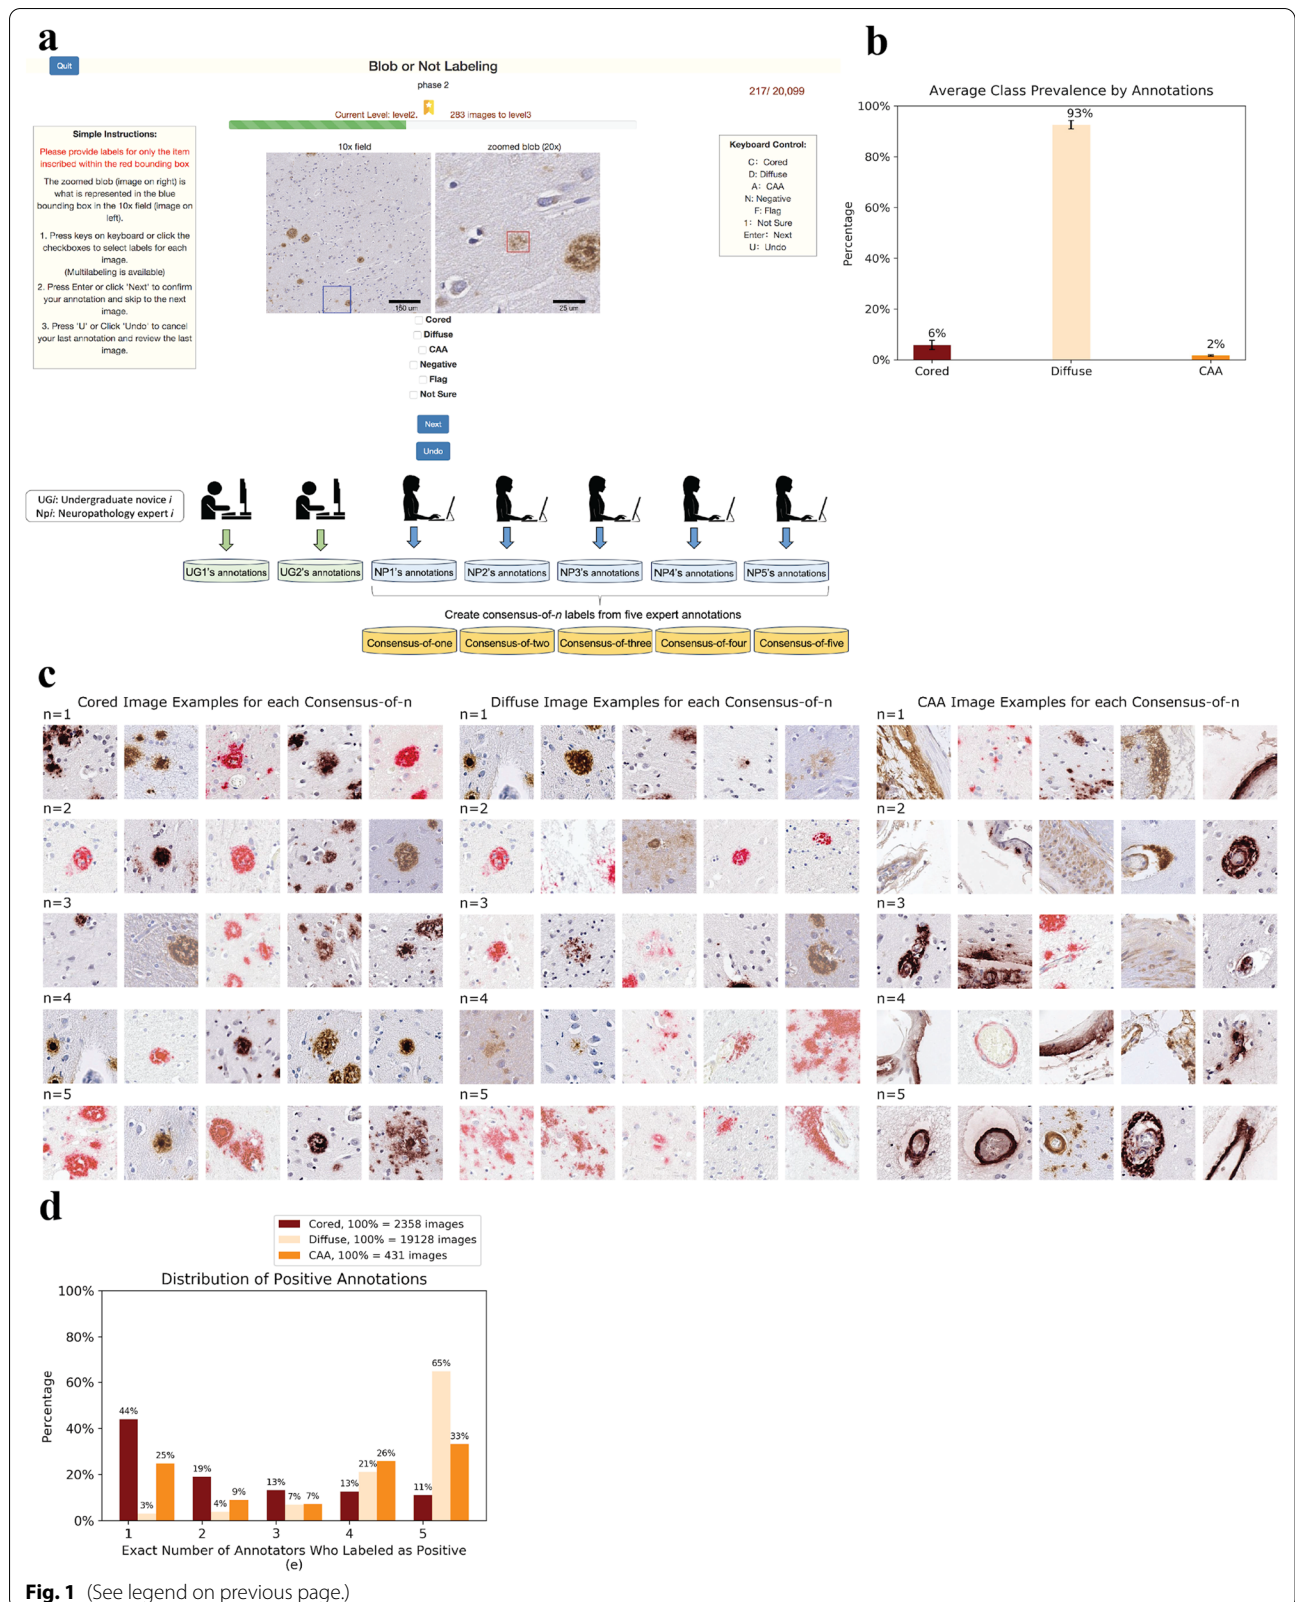 a
Quit
Blob or Not Labeling
phase 2
217/ 20,099
Current Level: level2.
283 images to level3
Simple Instructions:
Please provide labels for only the item
inscribed within the red bounding box
The zoomed blob (image on right) is
what is represented in the blue
bounding box in the 10x field (image on
left).
1. Press keys on keyboard or click the
checkboxes to select labels for each
image.
(Multilabeling is available)
2. Press Enter or click 'Next' to confirm
your annotation and skip to the next
image.
3. Press 'U' or Click 'Undo' to cancel
your last annotation and review the last
image.
10x field
zoomed blob (20x)
150 um
25 um
Keyboard Control:
C: Cored
D: Diffuse
A: CAA
N: Negative
F: Flag
1: Not Sure
Enter: Next
U: Undo
Cored
Diffuse
CAA
Negative
Flag
Not Sure
Next
Undo
UGi: Undergraduate novice i
Npi: Neuropathology expert i
UG1's annotations
UG2's annotations
NP1's annotations
NP2's annotations
NP3's annotations
NP4's annotations
NP5's annotations
Create consensus-of-n labels from five expert annotations
Consensus-of-one
Consensus-of-two
Consensus-of-three
Consensus-of-four
Consensus-of-five
b
Average Class Prevalence by Annotations
Percentage
100%
80%
60%
40%
20%
0%
6%
93%
2%
Cored
Diffuse
CAA
c
Cored Image Examples for each Consensus-of-n
n=1
n=2
n=3
n=4
n=5
Diffuse Image Examples for each Consensus-of-n
n=1
n=2
n=3
n=4
n=5
CAA Image Examples for each Consensus-of-n
n=1
n=2
n=3
n=4
n=5
d
Cored, 100% = 2358 images
Diffuse, 100% = 19128 images
CAA, 100% = 431 images
Distribution of Positive Annotations
Percentage
100%
80%
60%
40%
20%
0%
44%
3%
25%
19%
4%
9%
13%
7%
7%
13%
21%
26%
11%
65%
33%
1
2
3
4
5
Exact Number of Annotators Who Labeled as Positive
(e)
Fig. 1 (See legend on previous page.)